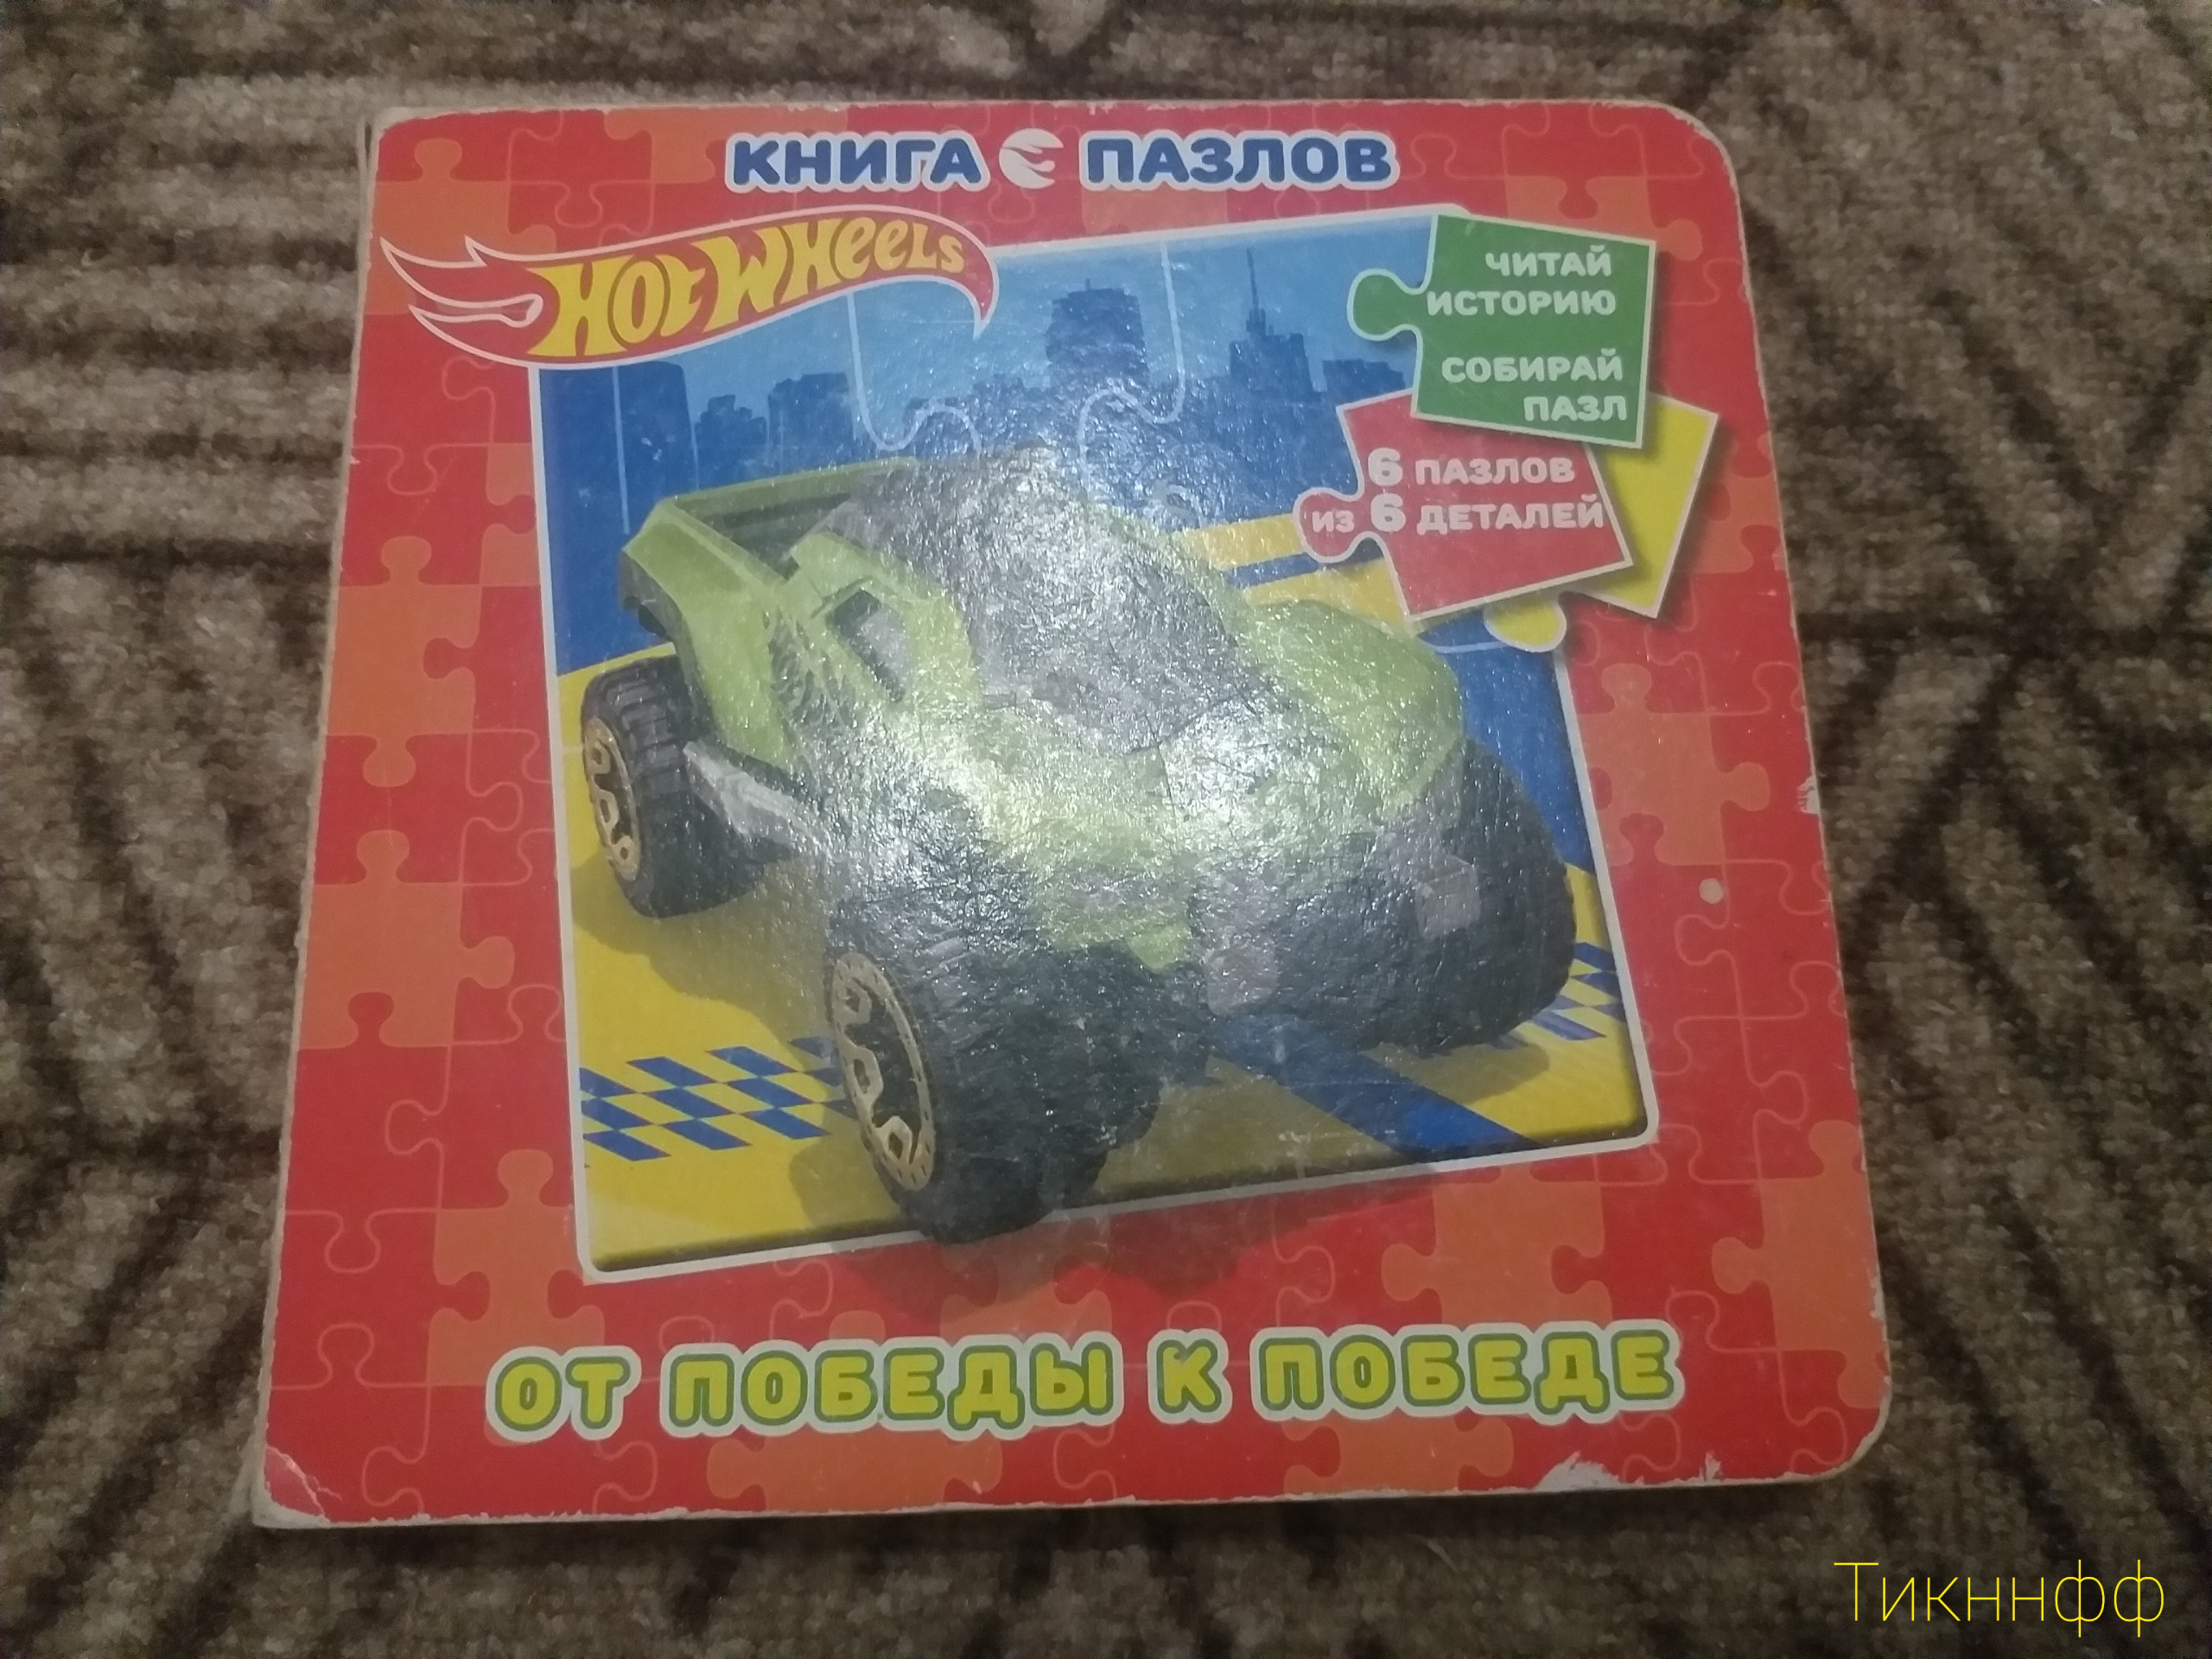 КНИГА ПАЗЛОВ
HOT WHEELS
ЧИТАЙ
ИСТОРИЮ
СОБИРАЙ
ПАЗЛ
6 ПАЗЛОВ
ИЗ 6 ДЕТАЛЕЙ
ОТ ПОБЕДЫ К ПОБЕДЕ
Тикннфф